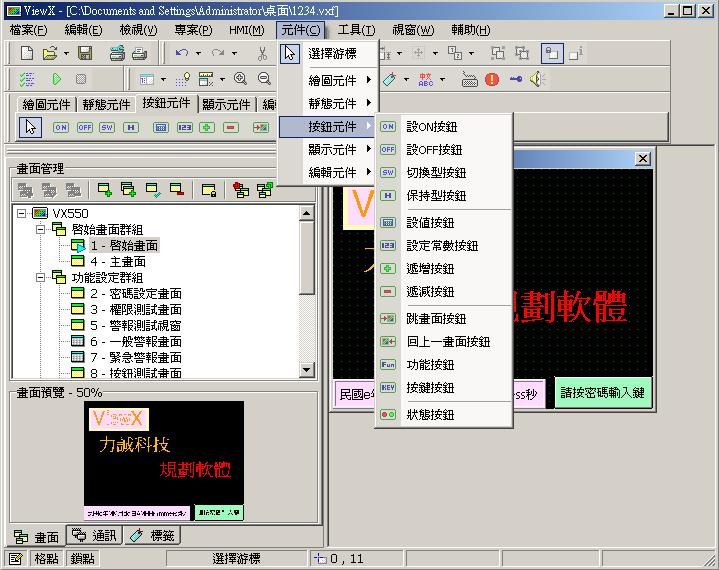 ViewX - [C:\Documents and Settings\Administrator\桌面\1234.vxf]
檔案(F) 編輯(E) 檢視(V) 專案(P) HMI(M) 元件(C) 工具(T) 視窗(W) 輔助(H)
選擇游標
繪圖元件
靜態元件
按鈕元件
顯示元件
編輯元件
繪圖元件 靜態元件 按鈕元件 顯示元件
ON OFF SW H 123
ON 設ON按鈕
OFF 設OFF按鈕
SW 切換型按鈕
H 保持型按鈕
設值按鈕
123 設定常數按鈕
遞增按鈕
遞減按鈕
跳畫面按鈕
回上一畫面按鈕
Fun 功能按鈕
KEY 按鍵按鈕
狀態按鈕
畫面管理
VX550
啓始畫面群組
1 - 啓始畫面
4 - 主畫面
功能設定群組
2 - 密碼設定畫面
3 - 權限測試畫面
5 - 警報測試視窗
6 - 一般警報畫面
7 - 緊急警報畫面
8 - 按鈕測試畫面
規劃軟體
民國
ss秒
請按密碼輸入鍵
畫面預覽 - 50%
ViewX
力誠科技
規劃軟體
畫面 通訊 標籤
格點 鎖點 選擇游標 0 , 11